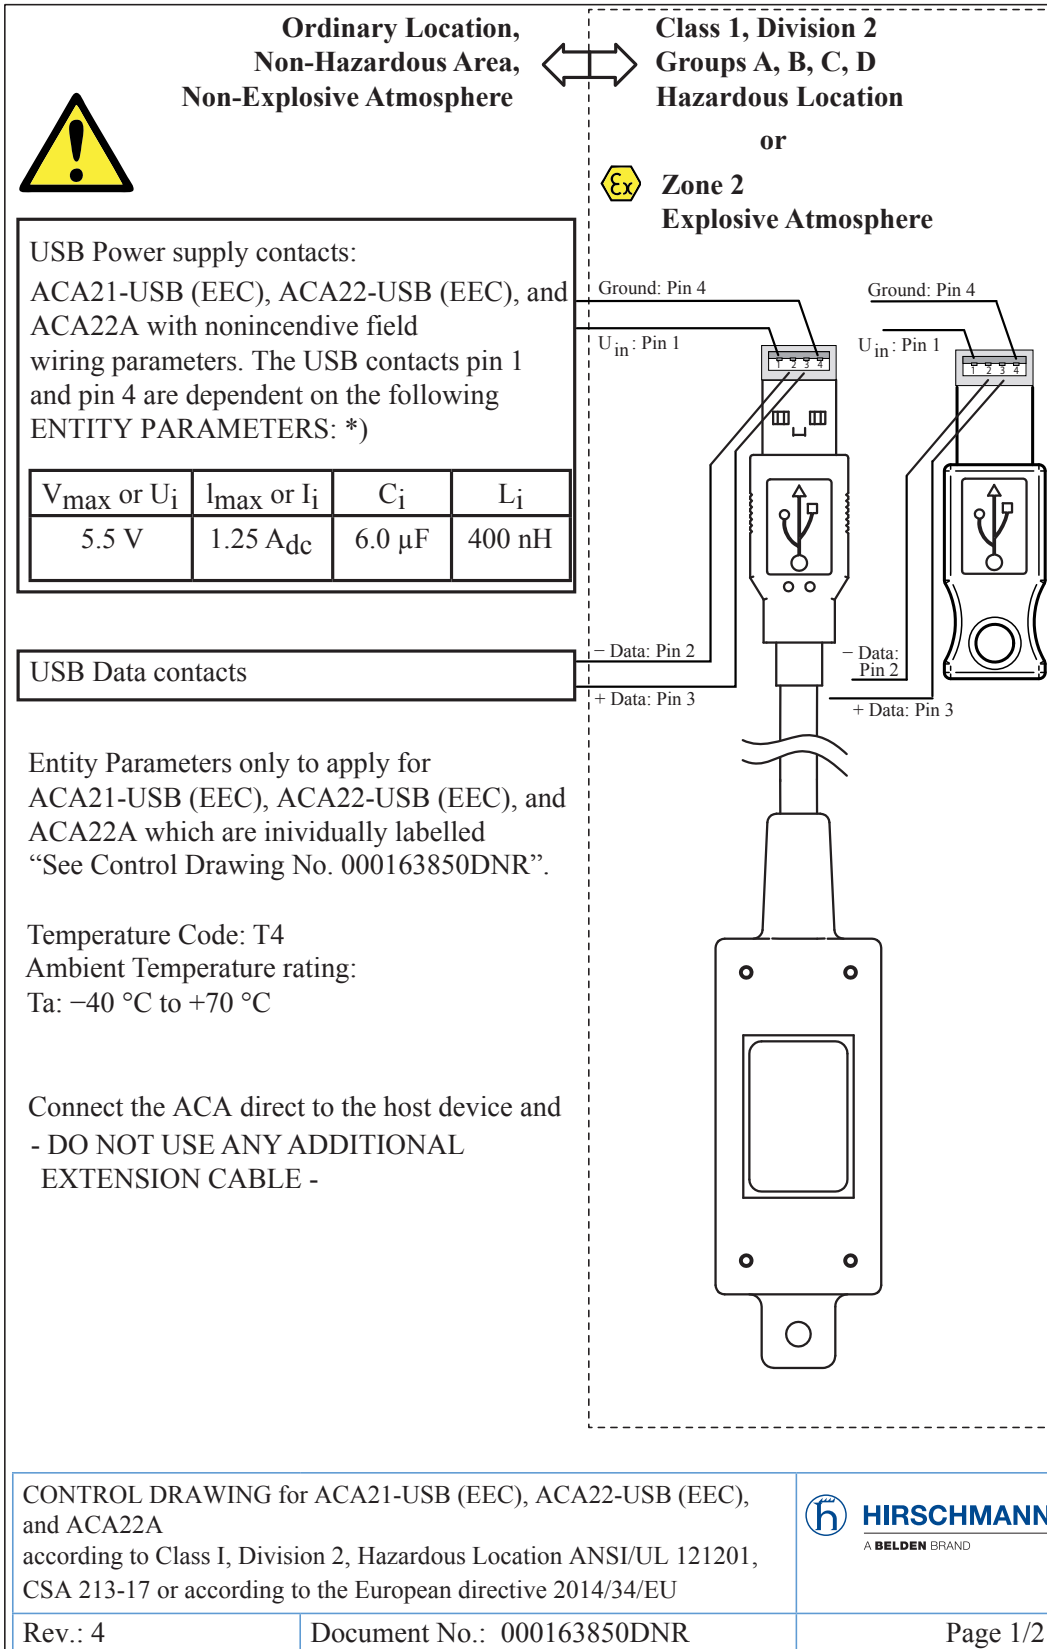 Ordinary Location,
Non-Hazardous Area,
Non-Explosive Atmosphere
Class 1, Division 2
Groups A, B, C, D
Hazardous Location
or
Ex
Zone 2
Explosive Atmosphere
USB Power supply contacts:
ACA21-USB (EEC), ACA22-USB (EEC), and
ACA22A with nonincendive field
wiring parameters. The USB contacts pin 1
and pin 4 are dependent on the following
ENTITY PARAMETERS: *)
Vmax or Ui lmax or Ii Ci Li
5.5 V 1.25 Adc 6.0 µF 400 nH
Ground: Pin 4
Uin: Pin 1
1 2 3 4
Ground: Pin 4
Uin: Pin 1
1 2 3 4
USB Data contacts
− Data: Pin 2
+ Data: Pin 3
− Data:
Pin 2
+ Data: Pin 3
Entity Parameters only to apply for
ACA21-USB (EEC), ACA22-USB (EEC), and
ACA22A which are inividually labelled
“See Control Drawing No. 000163850DNR”.
Temperature Code: T4
Ambient Temperature rating:
Ta: −40 °C to +70 °C
Connect the ACA direct to the host device and
- DO NOT USE ANY ADDITIONAL
EXTENSION CABLE -
CONTROL DRAWING for ACA21-USB (EEC), ACA22-USB (EEC),
and ACA22A
according to Class I, Division 2, Hazardous Location ANSI/UL 121201,
CSA 213-17 or according to the European directive 2014/34/EU
HIRSCHMANN
A BELDEN BRAND
Rev.: 4
Document No.: 000163850DNR
Page 1/2